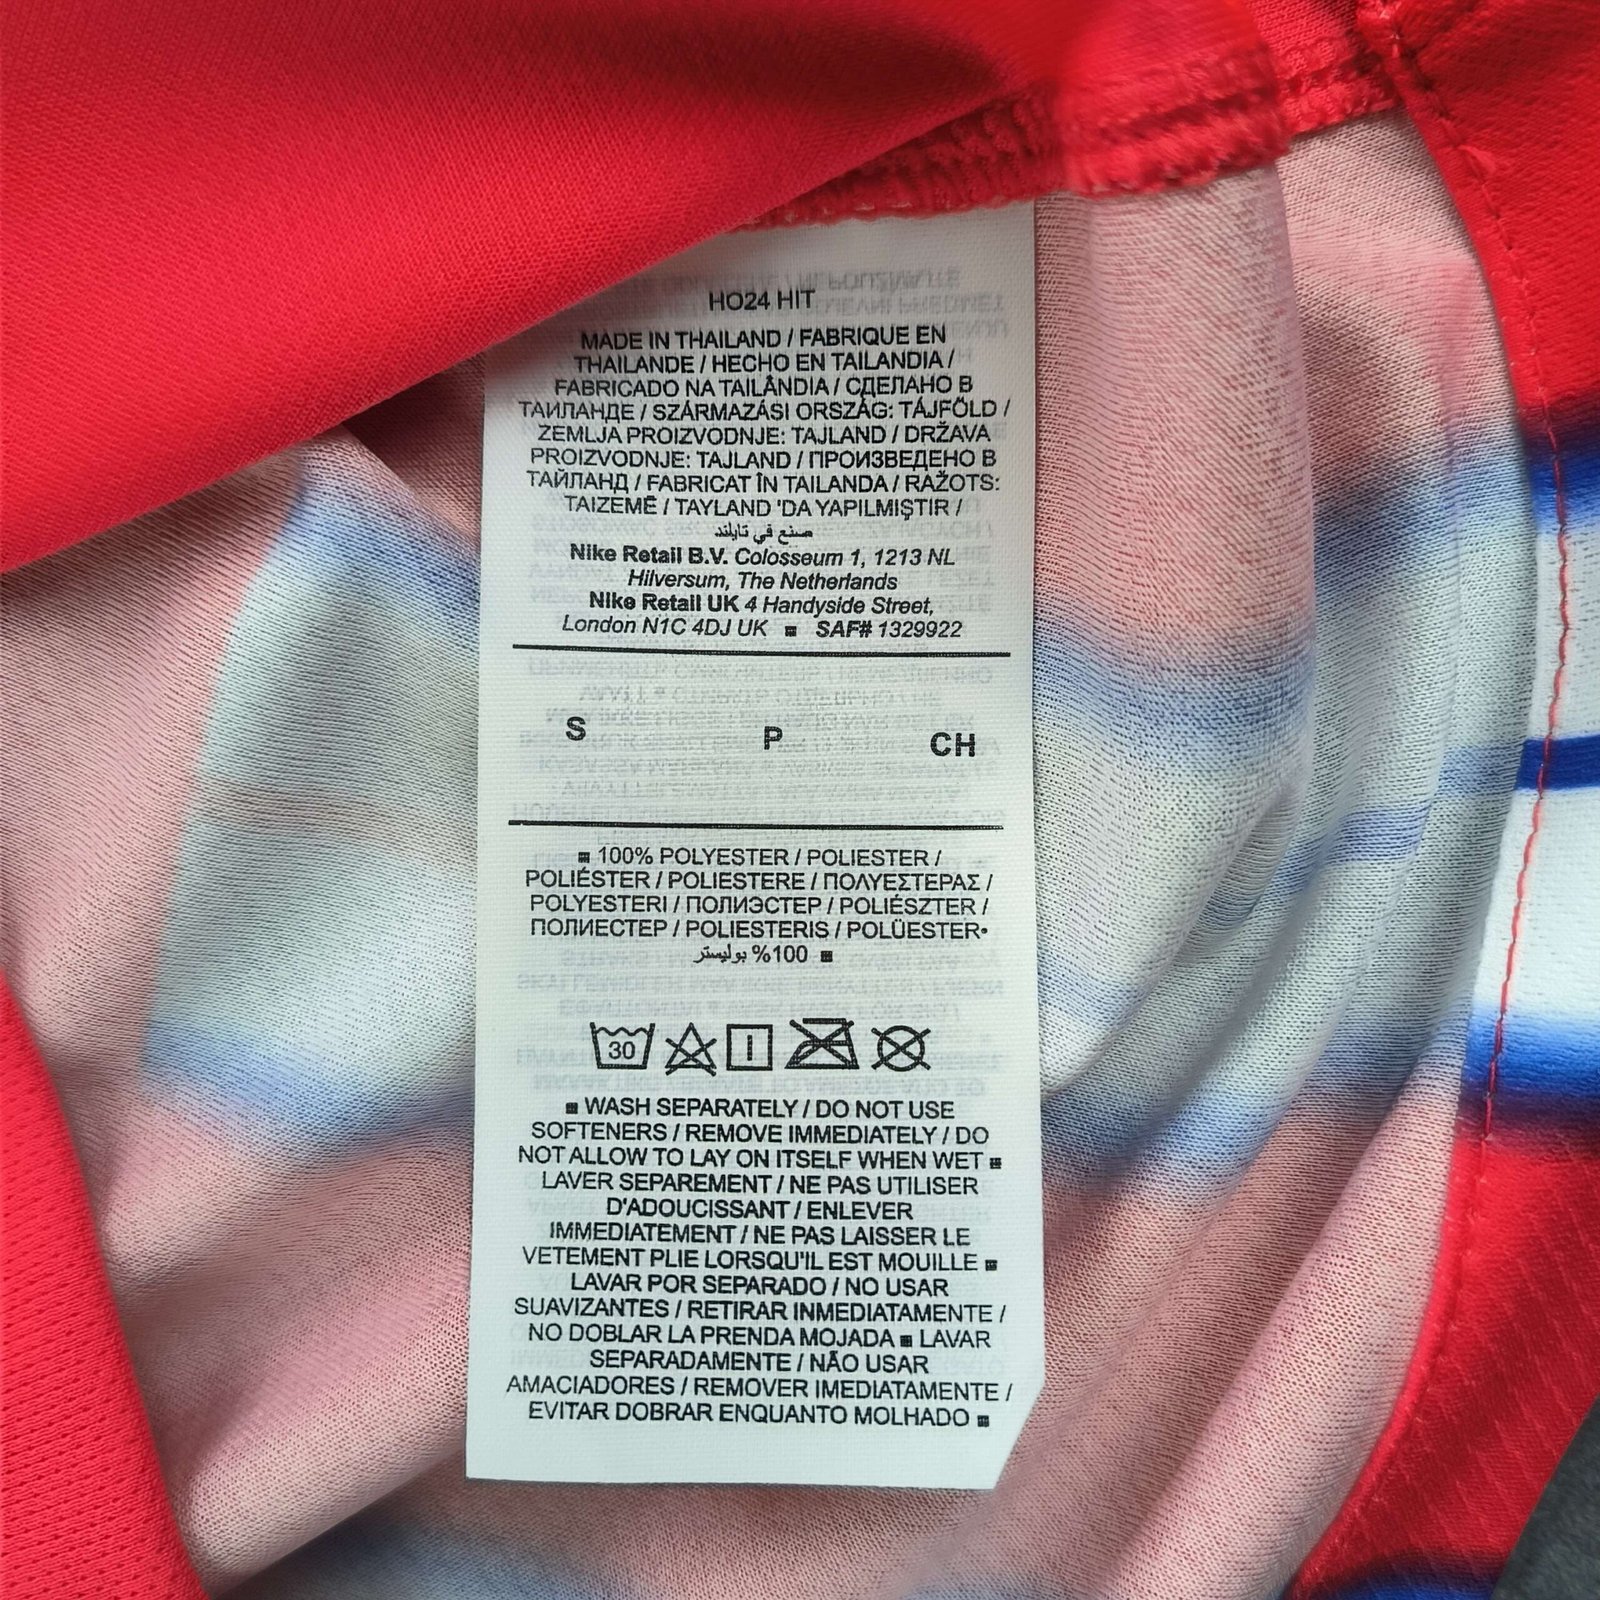 HO24 HIT
MADE IN THAILAND / FABRIQUE EN
THAILANDE / HECHO EN TAILANDIA /
FABRICADO NA TAILÂNDIA / СДЕЛАНО В
ТАИЛАНДЕ / SZÁRMAZÁSI ORSZÁG: TÁJFÖLD /
ZEMLJA PROIZVODNJE: TAJLAND / DRŽAVA
PROIZVODNJE: TAJLAND / ПРОИЗВЕДЕНО В
ТАЙЛАНД / FABRICAT ÎN TAILANDA / RAŽOTS:
TAIZEMĒ / TAYLAND 'DA YAPILMIŞTIR /
صنع في تايلند
Nike Retail B.V. Colosseum 1, 1213 NL
Hilversum, The Netherlands
Nike Retail UK 4 Handyside Street,
London N1C 4DJ UK ■ SAF# 1329922
S P CH
■ 100% POLYESTER / POLIESTER /
POLIÉSTER / POLIESTERE / ΠΟΛΥΕΣΤΕΡΑΣ /
POLYESTERI / ПОЛИЭСТЕР / POLIÉSZTER /
ПОЛИЕСТЕР / POLIESTERIS / POLÜESTER•
100% بوليستر ■
30
■ WASH SEPARATELY / DO NOT USE
SOFTENERS / REMOVE IMMEDIATELY / DO
NOT ALLOW TO LAY ON ITSELF WHEN WET ■
LAVER SEPAREMENT / NE PAS UTILISER
D'ADOUCISSANT / ENLEVER
IMMEDIATEMENT / NE PAS LAISSER LE
VETEMENT PLIE LORSQU'IL EST MOUILLE ■
LAVAR POR SEPARADO / NO USAR
SUAVIZANTES / RETIRAR INMEDIATAMENTE /
NO DOBLAR LA PRENDA MOJADA ■ LAVAR
SEPARADAMENTE / NÃO USAR
AMACIADORES / REMOVER IMEDIATAMENTE /
EVITAR DOBRAR ENQUANTO MOLHADO ■